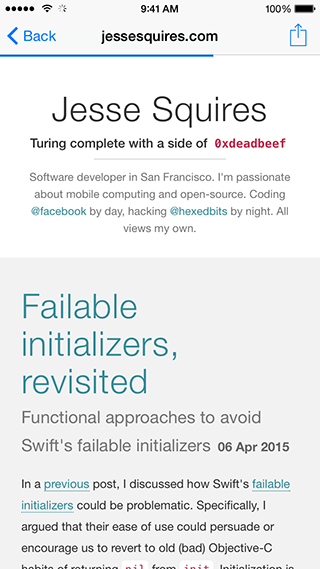 9:41 AM 100%
Back jessesquires.com
Jesse Squires
Turing complete with a side of 0xdeadbeef
Software developer in San Francisco. I'm passionate
about mobile computing and open-source. Coding
@facebook by day, hacking @hexedbits by night. All
views my own.
Failable
initializers,
revisited
Functional approaches to avoid
Swift's failable initializers 06 Apr 2015
In a previous post, I discussed how Swift's failable
initializers could be problematic. Specifically, I
argued that their ease of use could persuade or
encourage us to revert to old (bad) Objective-C
habits of returning nil from init. Initialization is